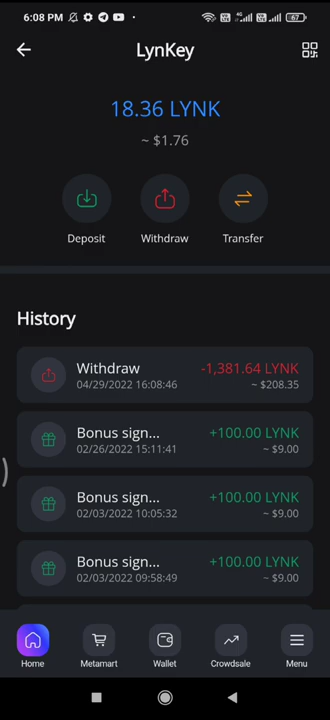 6:08 PM
67
LynKey
18.36 LYNK
~ $1.76
Deposit
Withdraw
Transfer
History
Withdraw
-1,381.64 LYNK
04/29/2022 16:08:46
~ $208.35
Bonus sign...
+100.00 LYNK
02/26/2022 15:11:41
~ $9.00
Bonus sign...
+100.00 LYNK
02/03/2022 10:05:32
~ $9.00
Bonus sign...
+100.00 LYNK
02/03/2022 09:58:49
~ $9.00
Home
Metamart
Wallet
Crowdsale
Menu